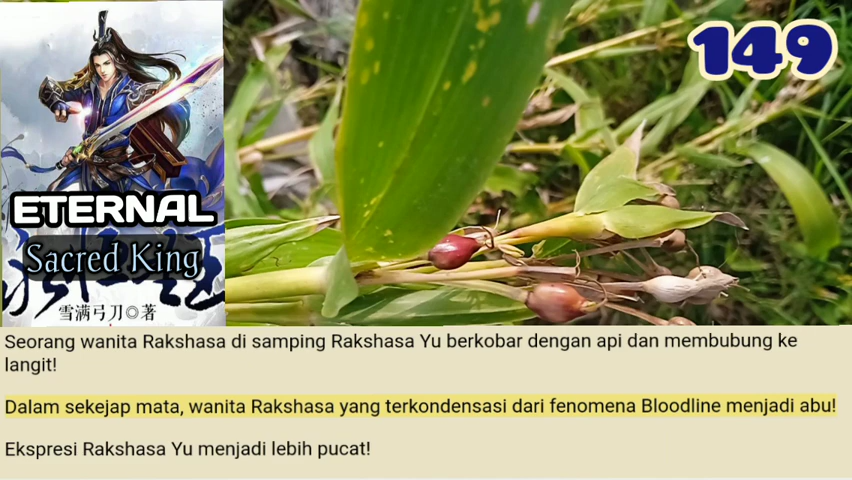 149
ETERNAL
Sacred King
雪满弓刀◎著
Seorang wanita Rakshasa di samping Rakshasa Yu berkobar dengan api dan membubung ke
langit!
Dalam sekejap mata, wanita Rakshasa yang terkondensasi dari fenomena Bloodline menjadi abu!
Ekspresi Rakshasa Yu menjadi lebih pucat!